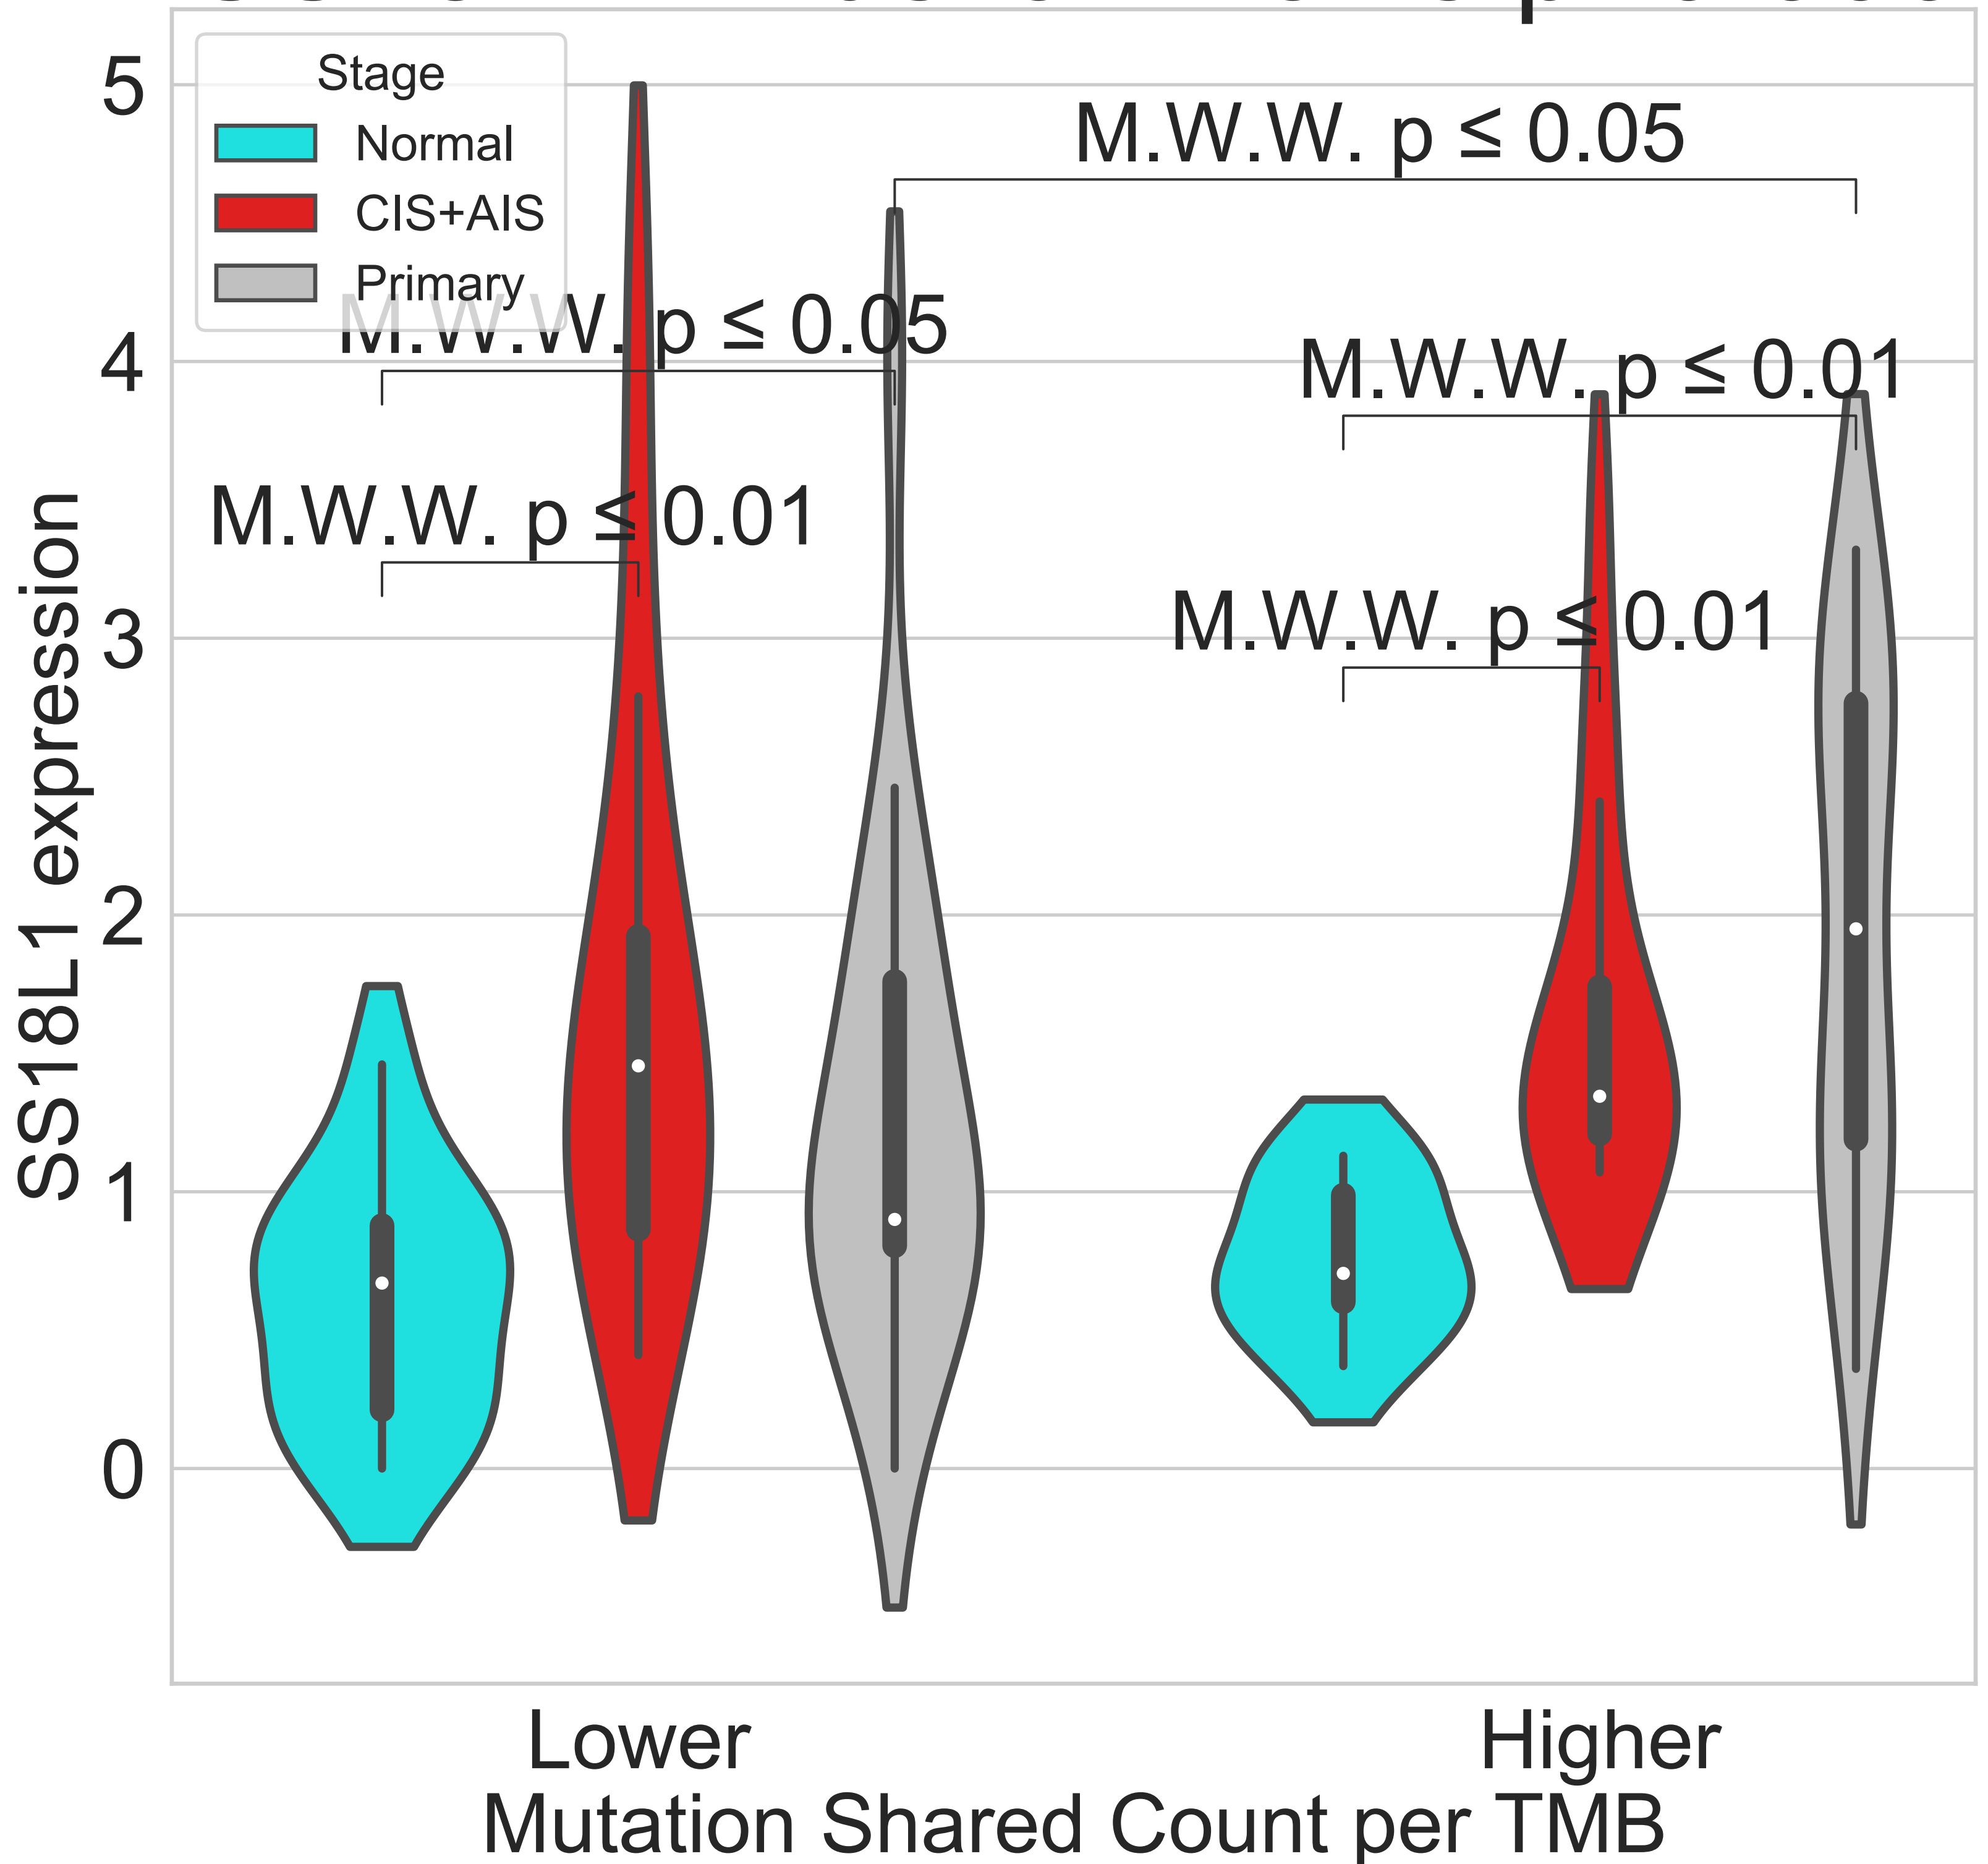 Stage
Normal
CIS+AIS
Primary
M.W.W. p ≤ 0.05
M.W.W. p ≤ 0.05
M.W.W. p ≤ 0.01
M.W.W. p ≤ 0.01
M.W.W. p ≤ 0.01
5
4
3
2
1
0
SS18L1 expression
Lower
Higher
Mutation Shared Count per TMB